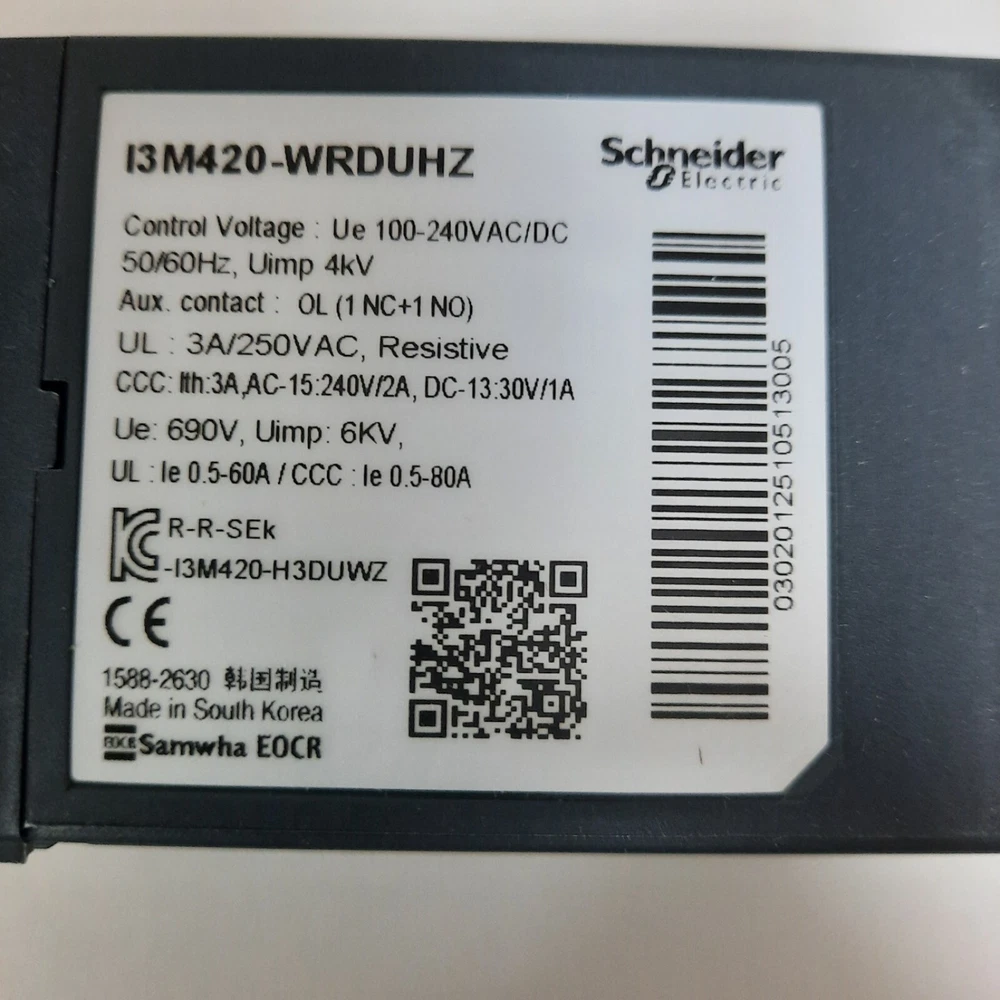 I3M420-WRDUHZ
Schneider
Electric
Control Voltage : Ue 100-240VAC/DC
50/60Hz, Uimp 4kV
Aux. contact : OL (1 NC+1 NO)
UL : 3A/250VAC, Resistive
CCC: Ith:3A,AC-15:240V/2A, DC-13:30V/1A
Ue: 690V, Uimp: 6KV,
UL : Ie 0.5-60A / CCC : Ie 0.5-80A
R-R-SEk
-I3M420-H3DUWZ
CE
1588-2630 韩国制造
Made in South Korea
EOCR Samwha EOCR
0302012510513005